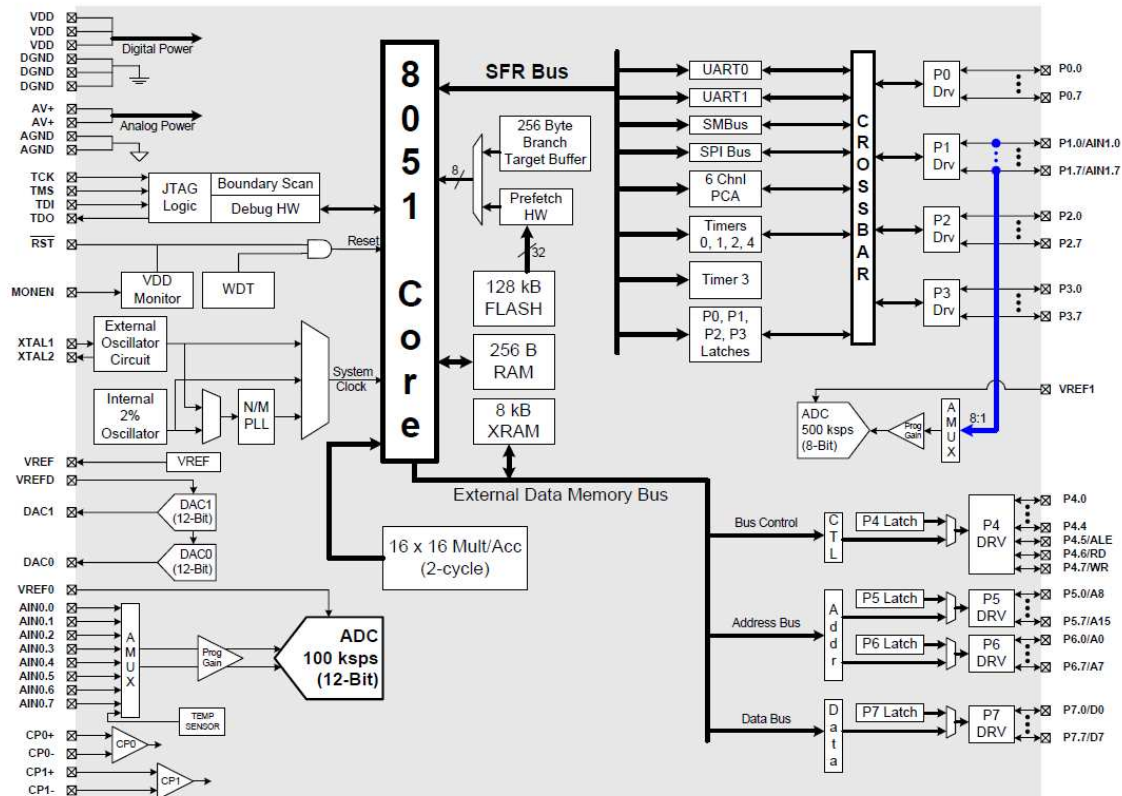 VDD
VDD
VDD
Digital Power
DGND
DGND
DGND
AV+
AV+
Analog Power
AGND
AGND
TCK
TMS
TDI
TDO
JTAG
Logic
Boundary Scan
Debug HW
RST
Reset
MONEN
VDD
Monitor
WDT
XTAL1
XTAL2
External
Oscillator
Circuit
System
Clock
Internal
2%
Oscillator
N/M
PLL
VREF
VREF
VREFD
DAC1
DAC1
(12-Bit)
DAC0
DAC0
(12-Bit)
VREF0
AIN0.0
AIN0.1
AIN0.2
AIN0.3
AIN0.4
AIN0.5
AIN0.6
AIN0.7
AMUX
Prog
Gain
ADC
100 ksps
(12-Bit)
TEMP
SENSOR
CP0+
CP0-
CP0
CP1+
CP1-
CP1
8051 Core
SFR Bus
256 Byte
Branch
Target Buffer
8
Prefetch
HW
32
128 kB
FLASH
256 B
RAM
8 kB
XRAM
External Data Memory Bus
16 x 16 Mult/Acc
(2-cycle)
UART0
UART1
SMBus
SPI Bus
6 Chnl
PCA
Timers
0, 1, 2, 4
Timer 3
P0, P1,
P2, P3
Latches
CROSSBAR
P0
Drv
P0.0
P0.7
P1
Drv
P1.0/AIN1.0
P1.7/AIN1.7
P2
Drv
P2.0
P2.7
P3
Drv
P3.0
P3.7
VREF1
ADC
500 ksps
(8-Bit)
Prog
Gain
AMUX
8:1
Bus Control
CTL
P4 Latch
P4
DRV
P4.0
P4.4
P4.5/ALE
P4.6/RD
P4.7/WR
Address Bus
Addr
P5 Latch
P5
DRV
P5.0/A8
P5.7/A15
P6 Latch
P6
DRV
P6.0/A0
P6.7/A7
Data Bus
Data
P7 Latch
P7
DRV
P7.0/D0
P7.7/D7